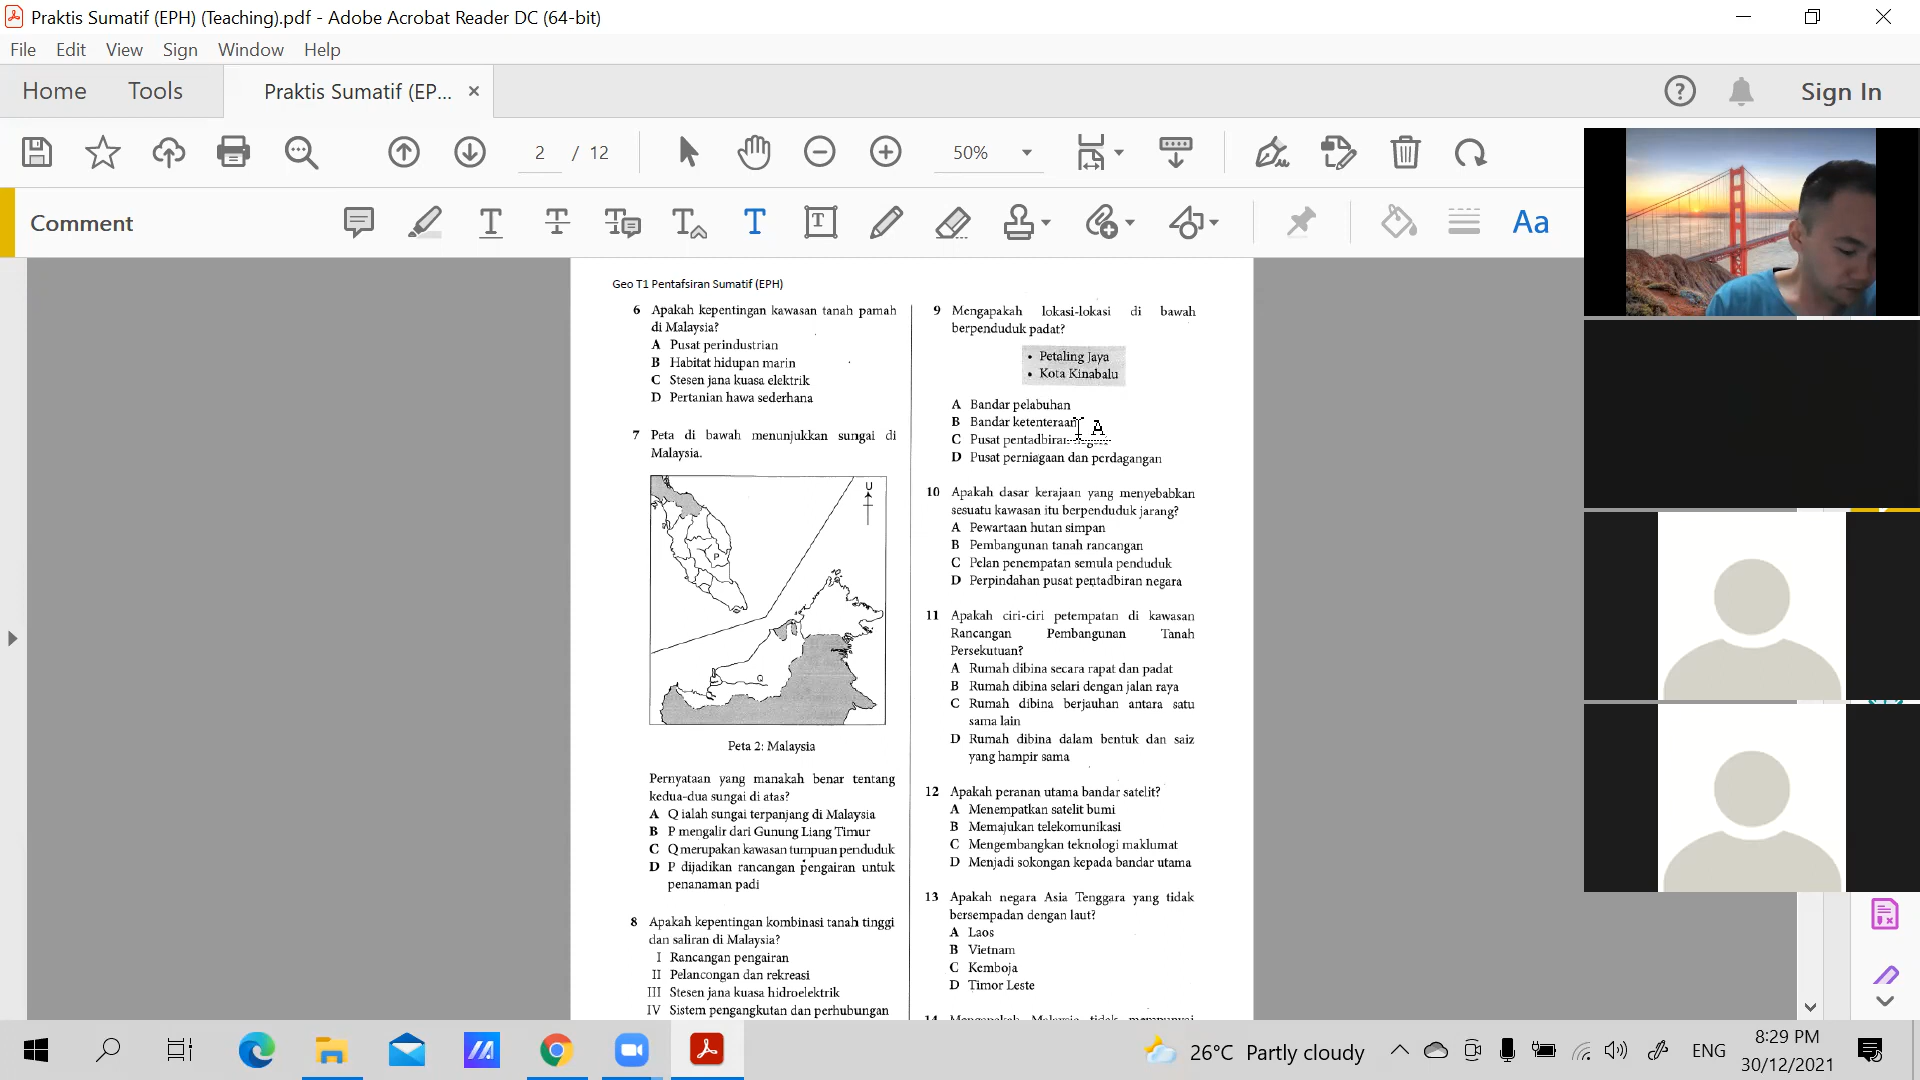 Praktis Sumatif (EPH) (Teaching).pdf - Adobe Acrobat Reader DC (64-bit)
File Edit View Sign Window Help
Home Tools Praktis Sumatif (EP... × Sign In
2 / 12 50%
Comment
Aa
Geo T1 Pentafsiran Sumatif (EPH)
6 Apakah kepentingan kawasan tanah pamah
di Malaysia?
A Pusat perindustrian
B Habitat hidupan marin
C Stesen jana kuasa elektrik
D Pertanian hawa sederhana
7 Peta di bawah menunjukkan sungai di
Malaysia.
U
P
Q
Peta 2: Malaysia
Pernyataan yang manakah benar tentang
kedua-dua sungai di atas?
A Q ialah sungai terpanjang di Malaysia
B P mengalir dari Gunung Liang Timur
C Q merupakan kawasan tumpuan penduduk
D P dijadikan rancangan pengairan untuk
penanaman padi
8 Apakah kepentingan kombinasi tanah tinggi
dan saliran di Malaysia?
I Rancangan pengairan
II Pelancongan dan rekreasi
III Stesen jana kuasa hidroelektrik
IV Sistem pengangkutan dan perhubungan
9 Mengapakah lokasi-lokasi di bawah
berpenduduk padat?
• Petaling Jaya
• Kota Kinabalu
A Bandar pelabuhan
B Bandar ketenteraan
C Pusat pentadbiran
D Pusat perniagaan dan perdagangan
10 Apakah dasar kerajaan yang menyebabkan
sesuatu kawasan itu berpenduduk jarang?
A Pewartaan hutan simpan
B Pembangunan tanah rancangan
C Pelan penempatan semula penduduk
D Perpindahan pusat pentadbiran negara
11 Apakah ciri-ciri petempatan di kawasan
Rancangan Pembangunan Tanah
Persekutuan?
A Rumah dibina secara rapat dan padat
B Rumah dibina selari dengan jalan raya
C Rumah dibina berjauhan antara satu
sama lain
D Rumah dibina dalam bentuk dan saiz
yang hampir sama
12 Apakah peranan utama bandar satelit?
A Menempatkan satelit bumi
B Memajukan telekomunikasi
C Mengembangkan teknologi maklumat
D Menjadi sokongan kepada bandar utama
13 Apakah negara Asia Tenggara yang tidak
bersempadan dengan laut?
A Laos
B Vietnam
C Kemboja
D Timor Leste
26°C Partly cloudy ENG 8:29 PM
30/12/2021